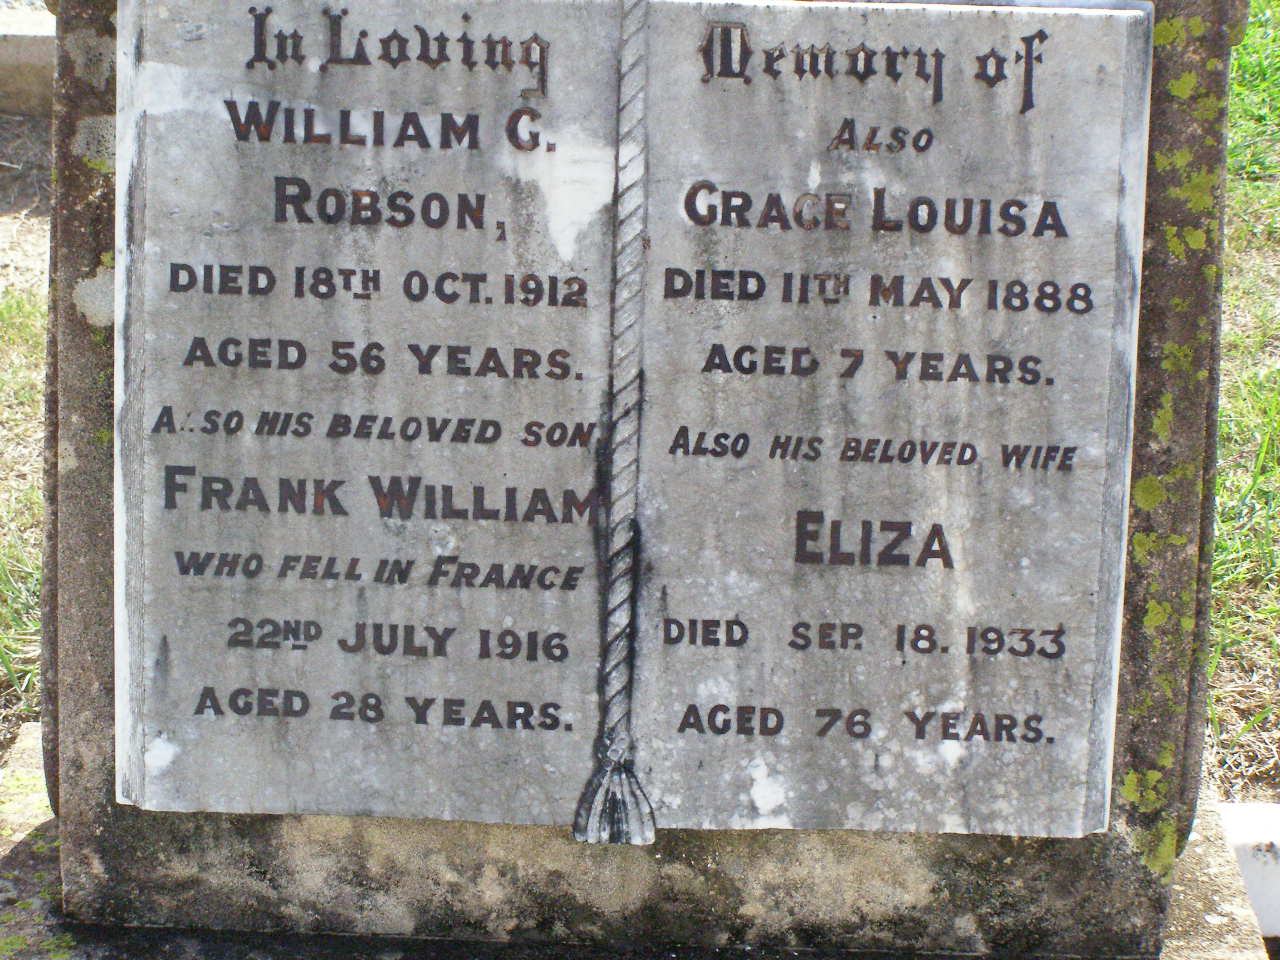 In Loving
WILLIAM G.
ROBSON,
DIED 18TH OCT. 1912
AGED 56 YEARS.
ALSO HIS BELOVED SON
FRANK WILLIAM
WHO FELL IN FRANCE
22ND JULY 1916
AGED 28 YEARS.
Memory of
ALSO
GRACE LOUISA
DIED 11TH MAY 1888
AGED 7 YEARS.
ALSO HIS BELOVED WIFE
ELIZA
DIED SEP. 18. 1933
AGED 76 YEARS.